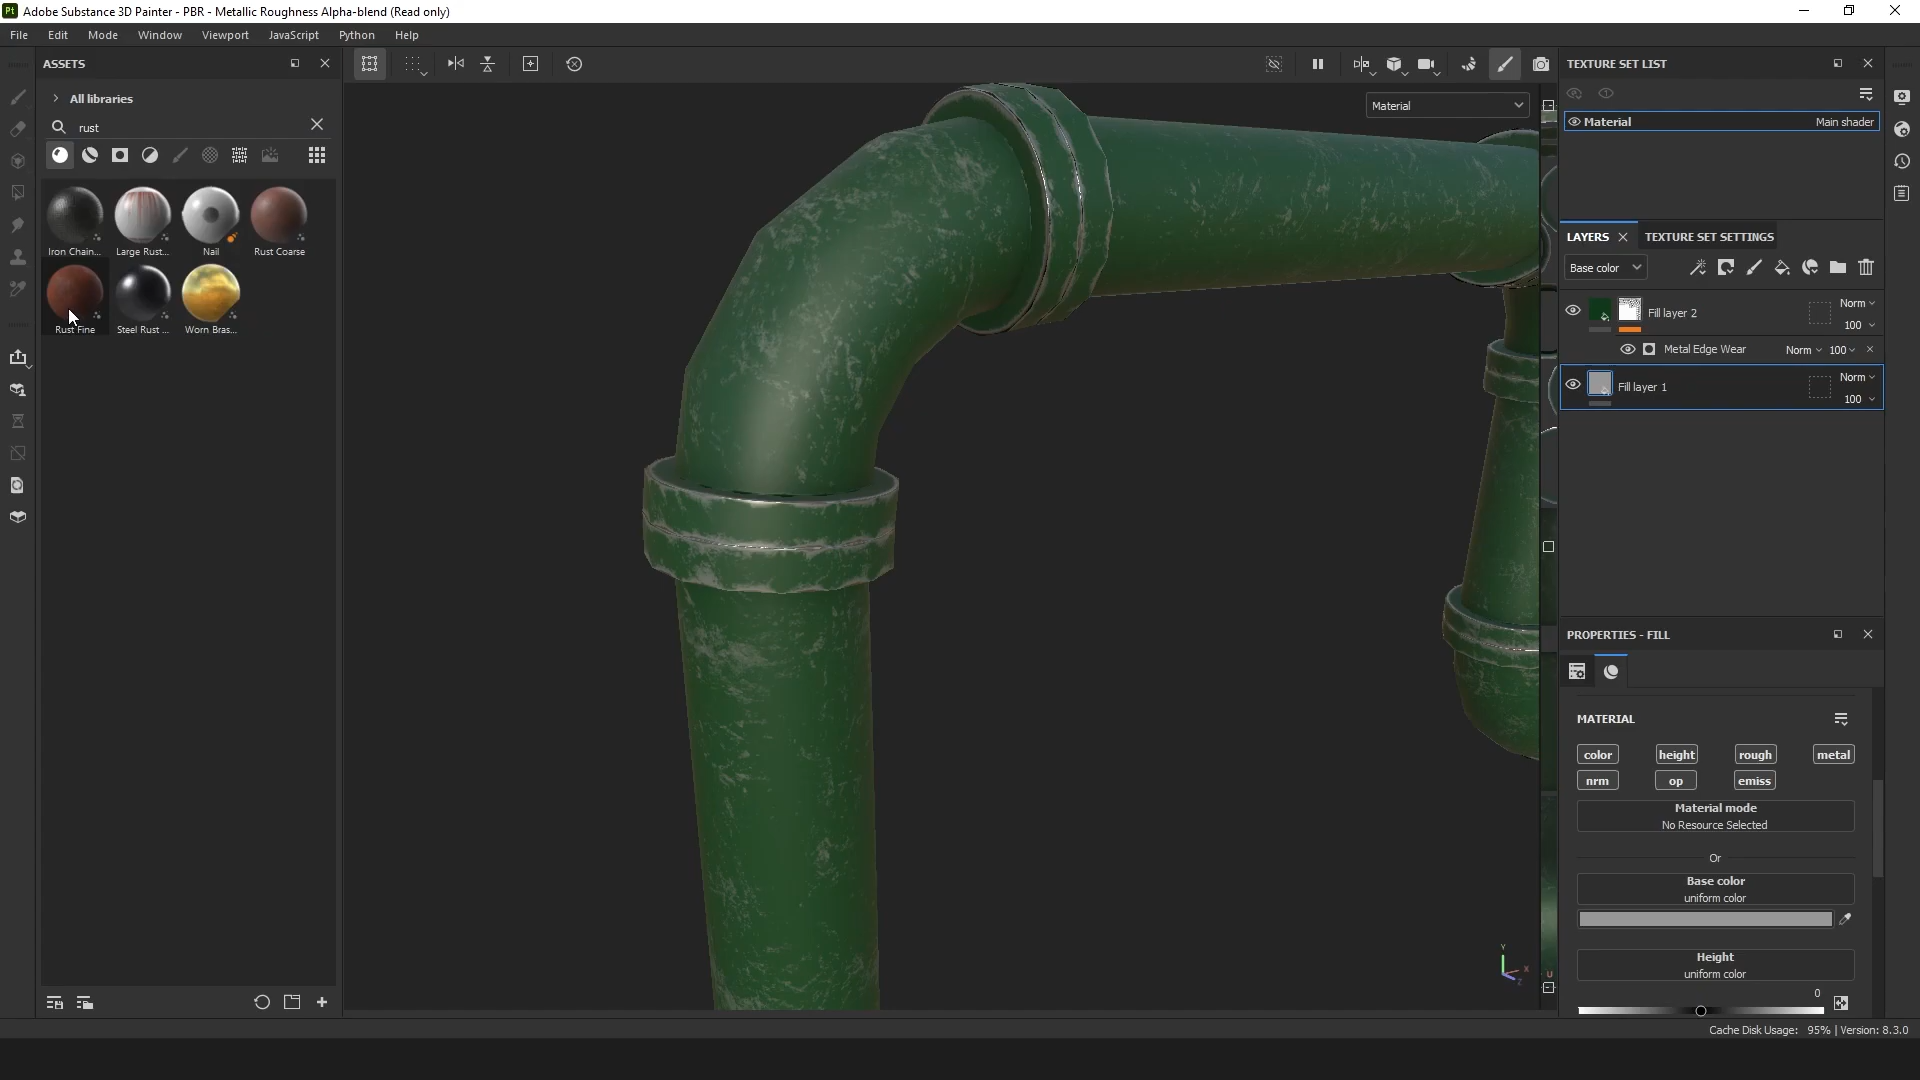 Pt Adobe Substance 3D Painter - PBR - Metallic Roughness Alpha-blend (Read only)
File Edit Mode Window Viewport JavaScript Python Help
ASSETS
All libraries
rust
Iron Chain... Large Rust... Nail Rust Coarse
Rust Fine Steel Rust ... Worn Bras...
Material
Y
X
Z
U
TEXTURE SET LIST
Material Main shader
LAYERS TEXTURE SET SETTINGS
Base color
Fill layer 2 Norm
100
Metal Edge Wear Norm 100
Fill layer 1 Norm
100
PROPERTIES - FILL
MATERIAL
color height rough metal
nrm op emiss
Material mode
No Resource Selected
Or
Base color
uniform color
Height
uniform color
0
Cache Disk Usage: 95% | Version: 8.3.0